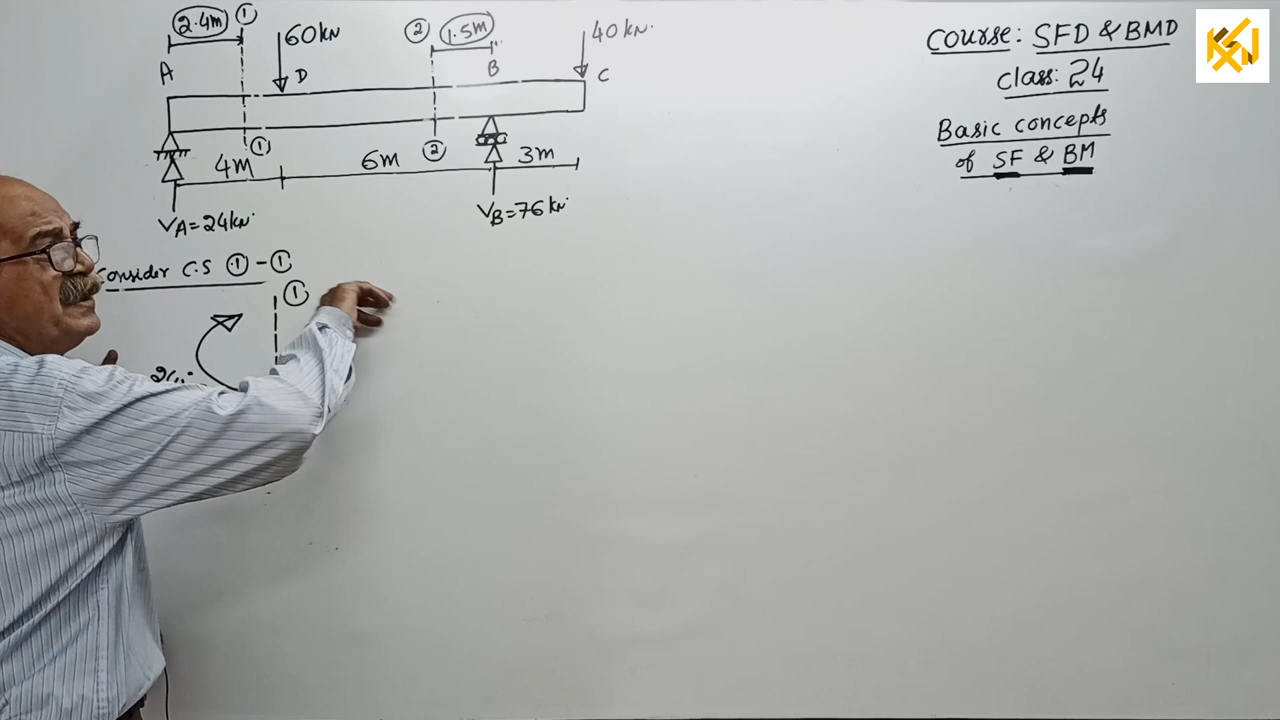 2.4m ①
60kN
② 1.5m
40kN
A
D
B
C
① ②
4m 6m 3m
VA=24kN
VB=76kN
Consider C.S ①-①
①
Course: SFD & BMD
Class: 24
Basic concepts
of SF & BM